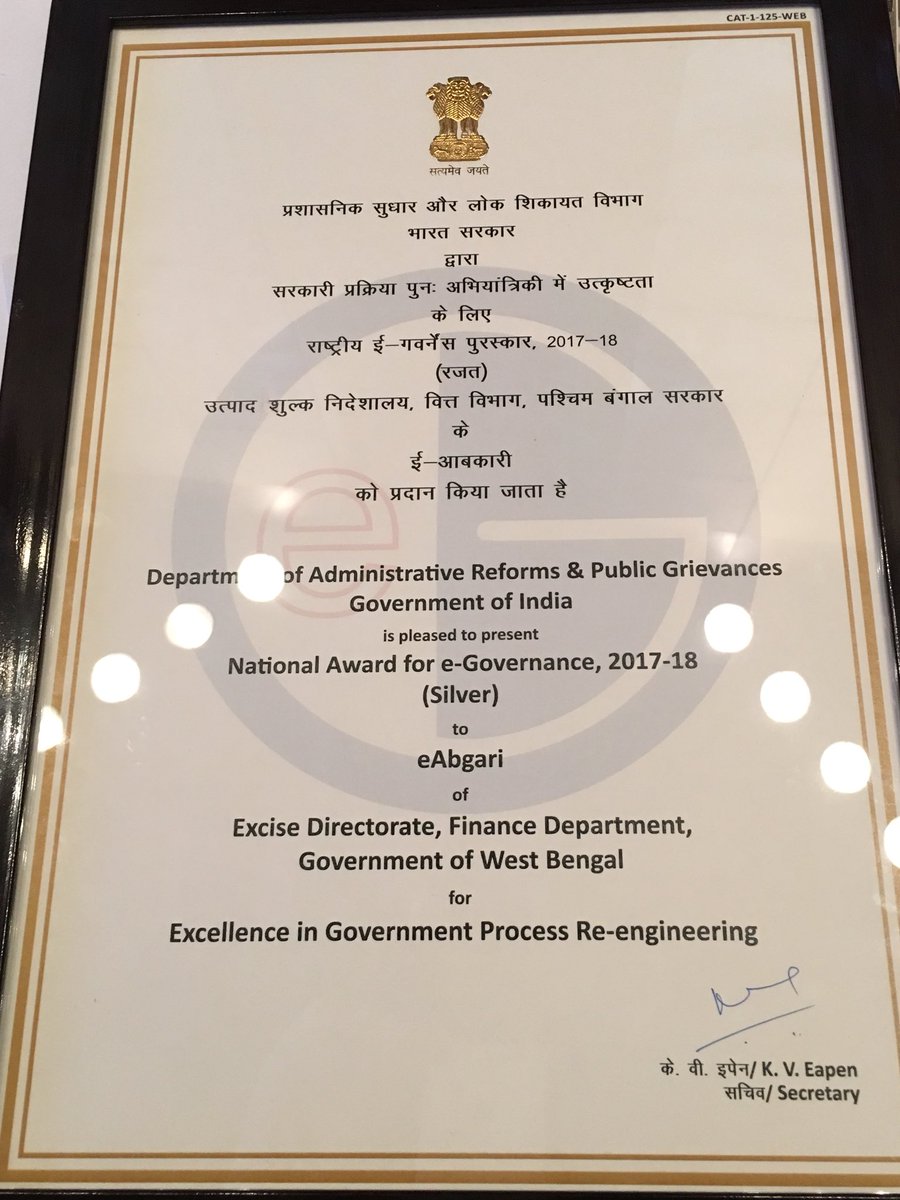 CAT-1-125-WEB
सत्यमेव जयते
प्रशासनिक सुधार और लोक शिकायत विभाग
भारत सरकार
द्वारा
सरकारी प्रक्रिया पुनः अभियांत्रिकी में उत्कृष्टता
के लिए
राष्ट्रीय ई–गवर्नेंस पुरस्कार, 2017–18
(रजत)
उत्पाद शुल्क निदेशालय, वित्त विभाग, पश्चिम बंगाल सरकार
के
ई–आबकारी
को प्रदान किया जाता है
Department of Administrative Reforms & Public Grievances
Government of India
is pleased to present
National Award for e-Governance, 2017-18
(Silver)
to
eAbgari
of
Excise Directorate, Finance Department,
Government of West Bengal
for
Excellence in Government Process Re-engineering
के. वी. इपेन/ K. V. Eapen
सचिव/ Secretary